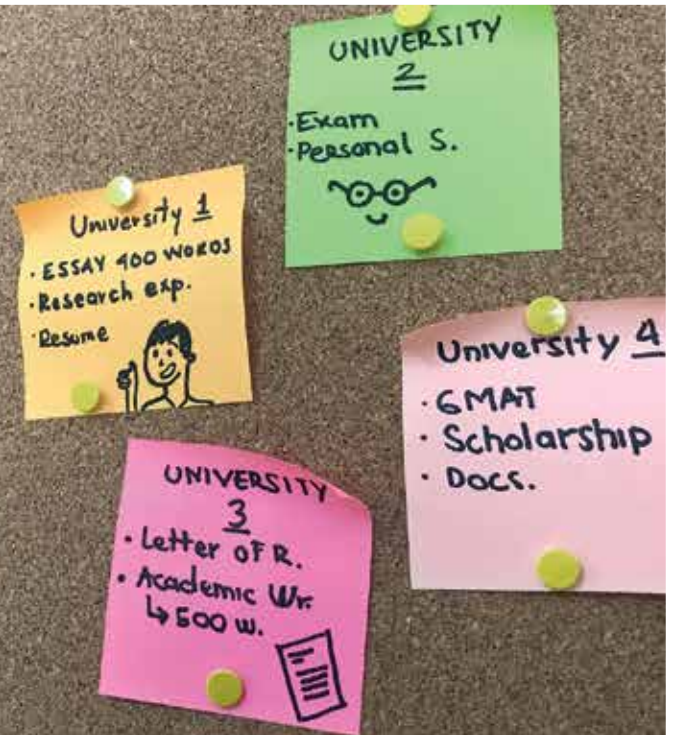 UNIVERSITY
2
·Exam
·Personal S.
University 1
· ESSAY 400 WORDS
·Research exp.
·Resume
University 4
· GMAT
· Scholarship
· Docs.
UNIVERSITY
3
· Letter of R.
· Academic Wr.
↳ 500 w.